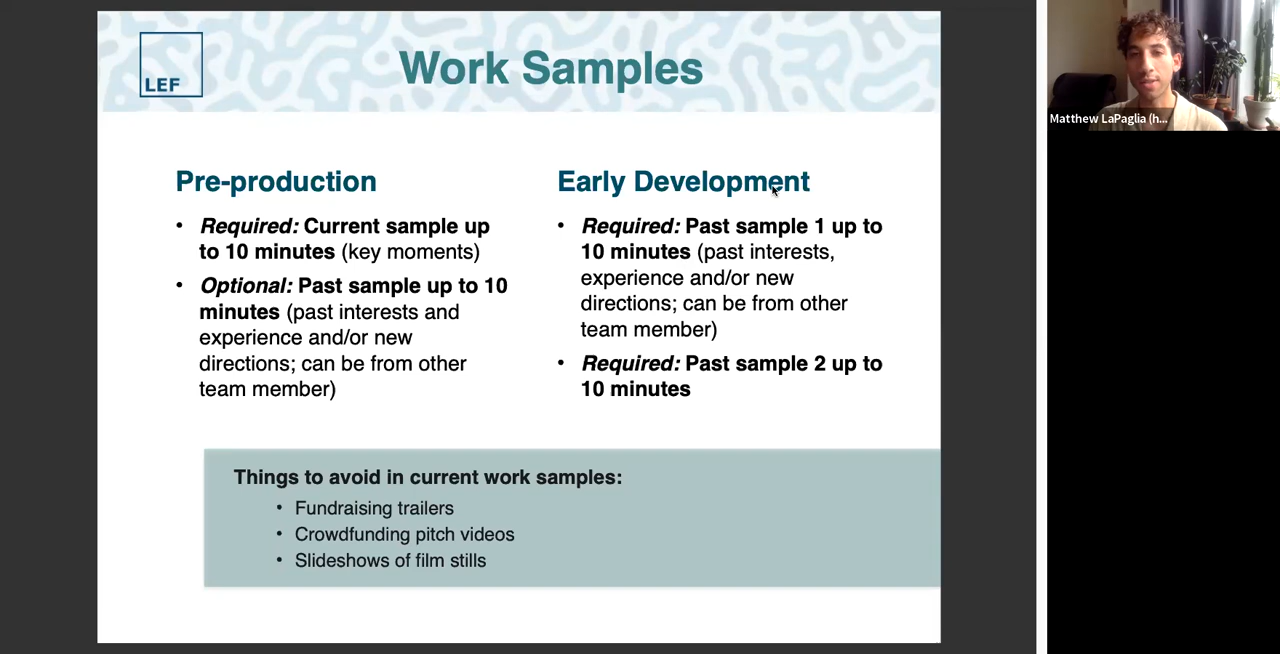 LEF
Work Samples
Pre-production
• Required: Current sample up
to 10 minutes (key moments)
• Optional: Past sample up to 10
minutes (past interests and
experience and/or new
directions; can be from other
team member)
Early Development
• Required: Past sample 1 up to
10 minutes (past interests,
experience and/or new
directions; can be from other
team member)
• Required: Past sample 2 up to
10 minutes
Things to avoid in current work samples:
• Fundraising trailers
• Crowdfunding pitch videos
• Slideshows of film stills
Matthew LaPaglia (h...